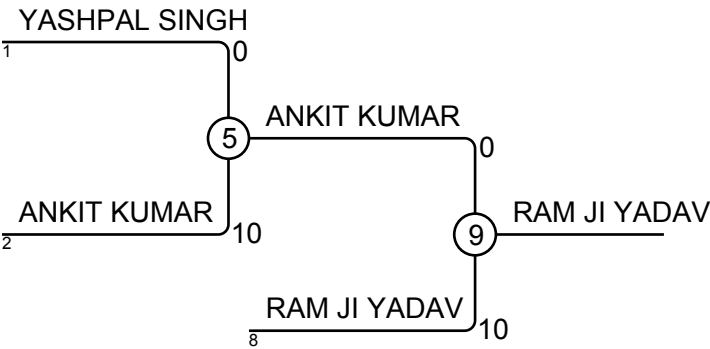 YASHPAL SINGH
1
0
5
ANKIT KUMAR
0
ANKIT KUMAR
2
10
9
RAM JI YADAV
RAM JI YADAV
8
10